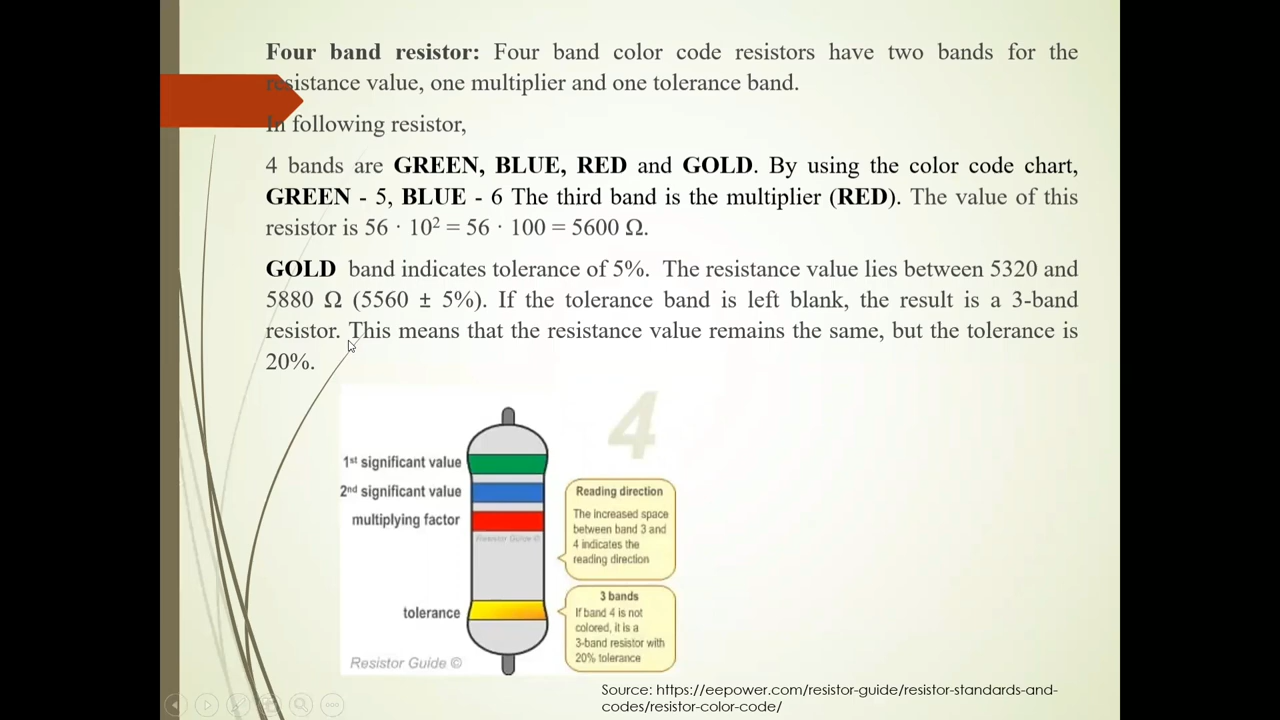 Four band resistor: Four band color code resistors have two bands for the
resistance value, one multiplier and one tolerance band.
In following resistor,
4 bands are GREEN, BLUE, RED and GOLD. By using the color code chart,
GREEN - 5, BLUE - 6 The third band is the multiplier (RED). The value of this
resistor is 56 · 10² = 56 · 100 = 5600 Ω.
GOLD band indicates tolerance of 5%. The resistance value lies between 5320 and
5880 Ω (5560 ± 5%). If the tolerance band is left blank, the result is a 3-band
resistor. This means that the resistance value remains the same, but the tolerance is
20%.
4
1st significant value
2nd significant value
multiplying factor
Resistor Guide ©
tolerance
Reading direction
The increased space
between band 3 and
4 indicates the
reading direction
3 bands
If band 4 is not
colored, it is a
3-band resistor with
20% tolerance
Resistor Guide ©
Source: https://eepower.com/resistor-guide/resistor-standards-and-
codes/resistor-color-code/